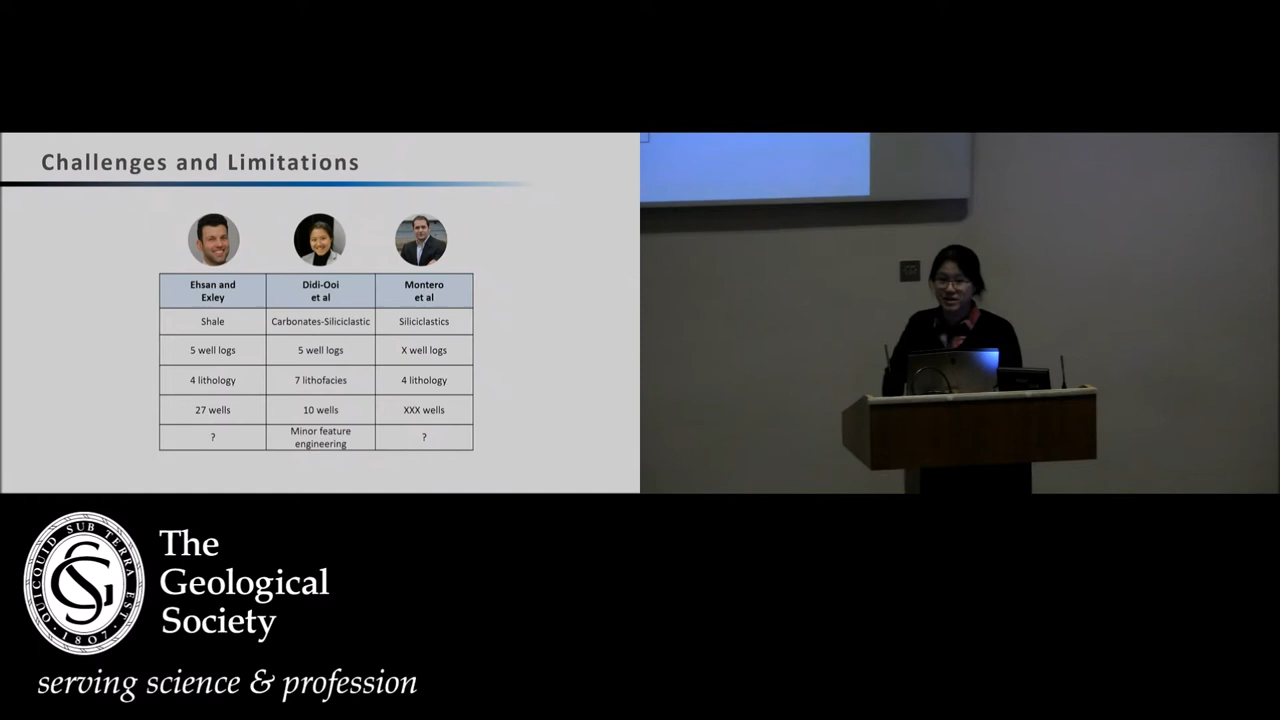 Challenges and Limitations
Ehsan and
Exley
Didi-Ooi
et al
Montero
et al
Shale
Carbonates-Siliciclastic
Siliciclastics
5 well logs
5 well logs
X well logs
4 lithology
7 lithofacies
4 lithology
27 wells
10 wells
XXX wells
?
Minor feature
engineering
?
QUICQUID SUB TERRA EST
· 1807 ·
The
Geological
Society
serving science & profession